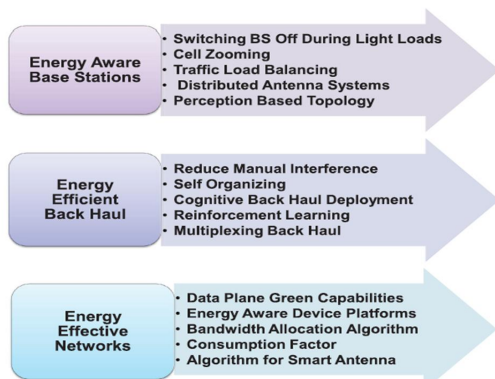 Energy Aware
Base Stations
• Switching BS Off During Light Loads
• Cell Zooming
• Traffic Load Balancing
• Distributed Antenna Systems
• Perception Based Topology
Energy
Efficient
Back Haul
• Reduce Manual Interference
• Self Organizing
• Cognitive Back Haul Deployment
• Reinforcement Learning
• Multiplexing Back Haul
Energy
Effective
Networks
• Data Plane Green Capabilities
• Energy Aware Device Platforms
• Bandwidth Allocation Algorithm
• Consumption Factor
• Algorithm for Smart Antenna